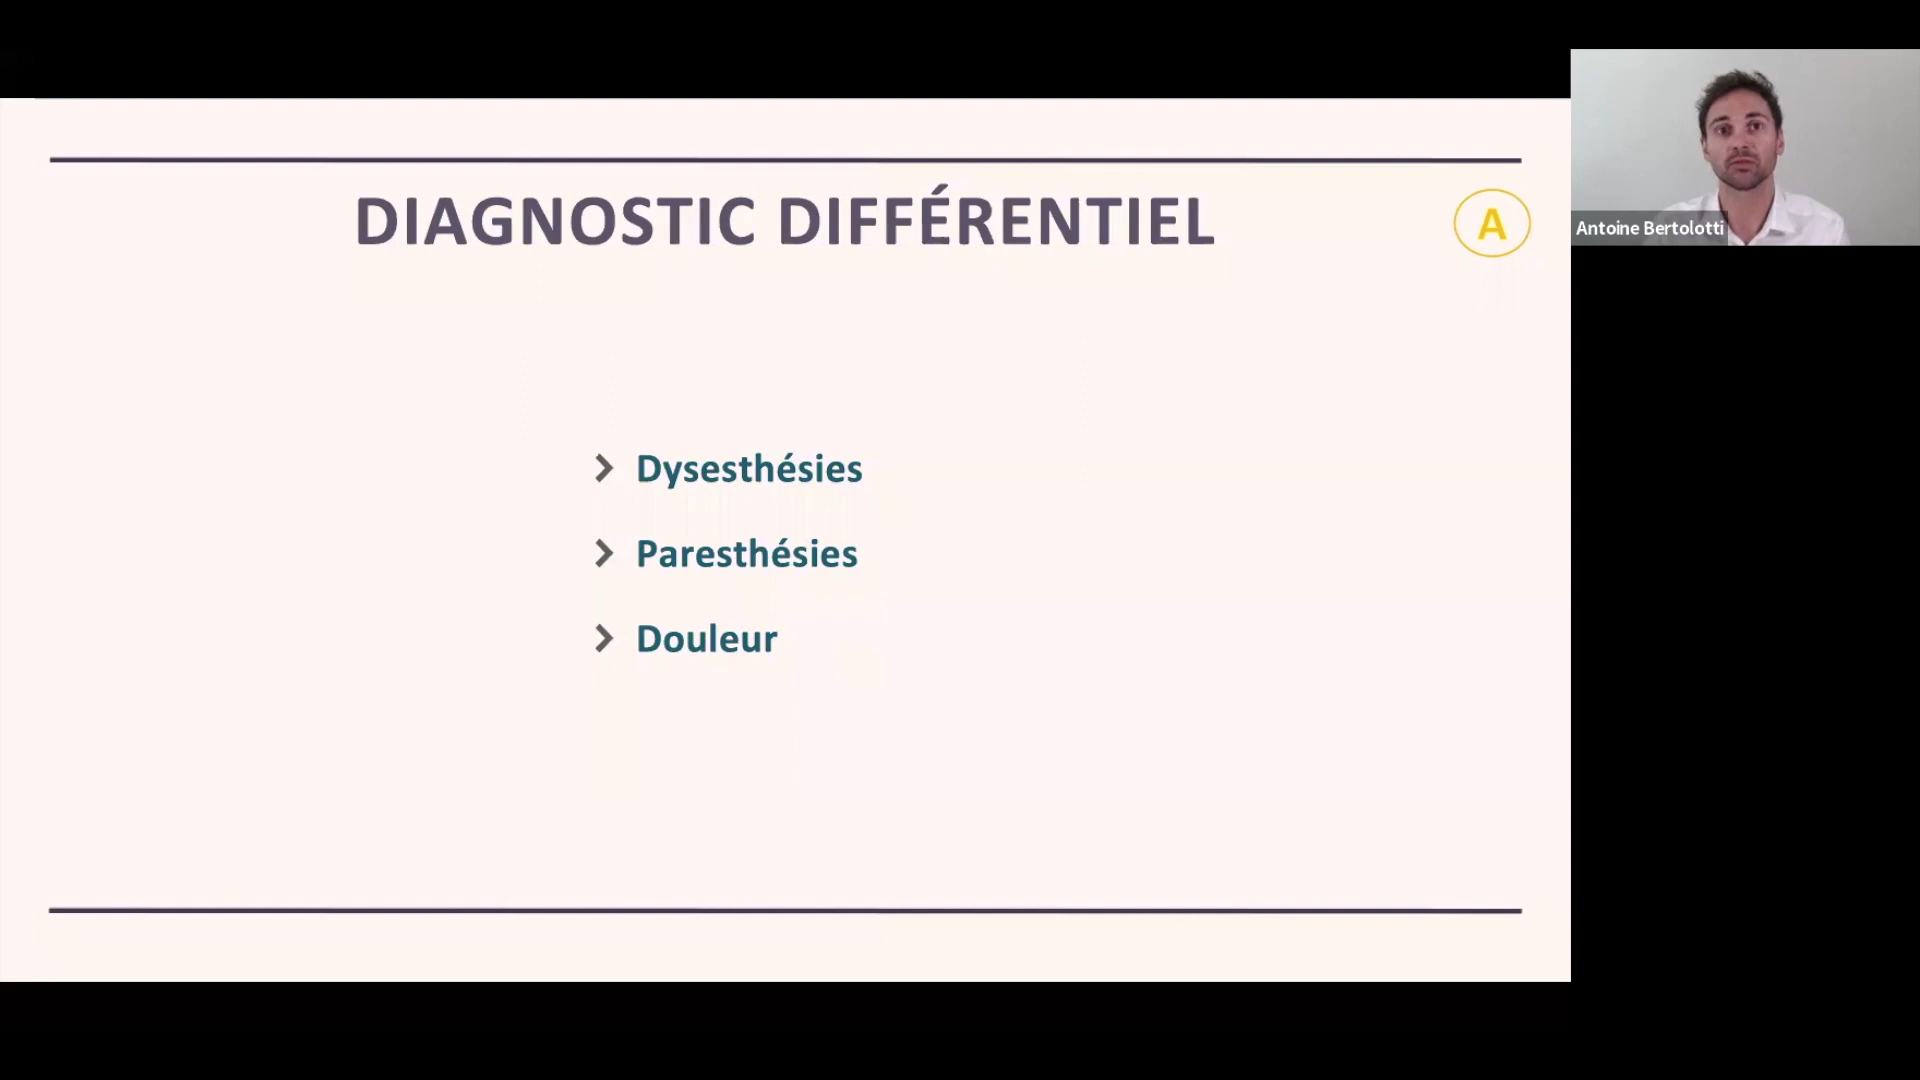 DIAGNOSTIC DIFFÉRENTIEL
A
Antoine Bertolotti
Dysesthésies
Paresthésies
Douleur